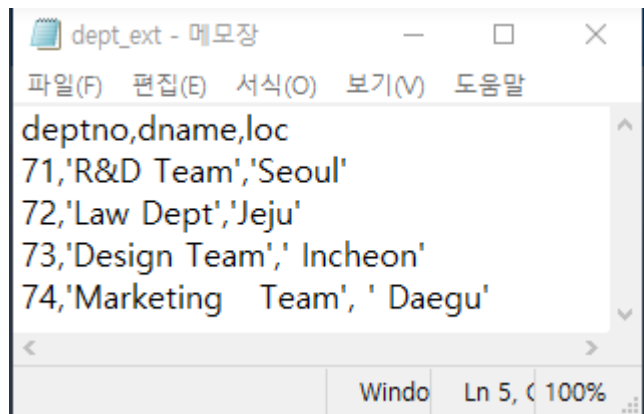 dept_ext - 메모장
파일(F) 편집(E) 서식(O) 보기(V) 도움말
deptno,dname,loc
71,'R&D Team','Seoul'
72,'Law Dept','Jeju'
73,'Design Team',' Incheon'
74,'Marketing   Team', ' Daegu'
Windo Ln 5, 100%